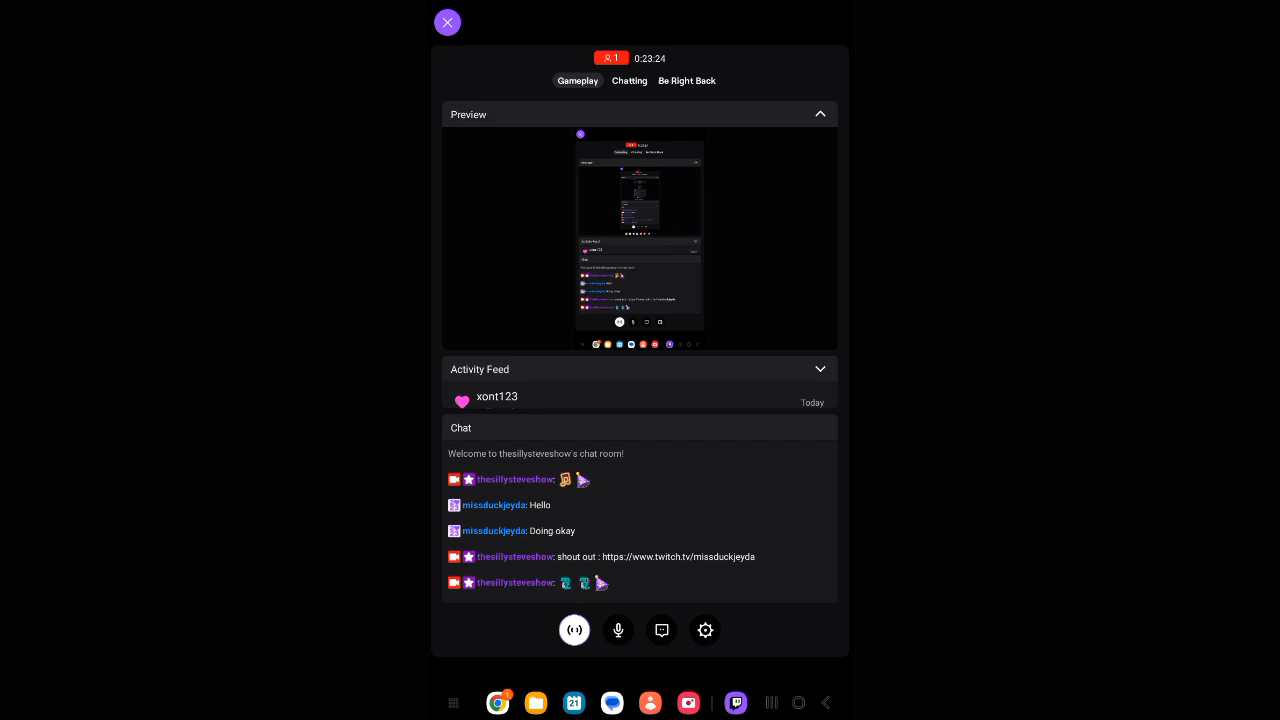 1 0:23:24
Gameplay Chatting Be Right Back
Preview
Activity Feed
xont123
Today
Chat
Welcome to thesillysteveshow's chat room!
thesillysteveshow:
missduckjeyda: Hello
missduckjeyda: Doing okay
thesillysteveshow: shout out : https://www.twitch.tv/missduckjeyda
thesillysteveshow:
1
21